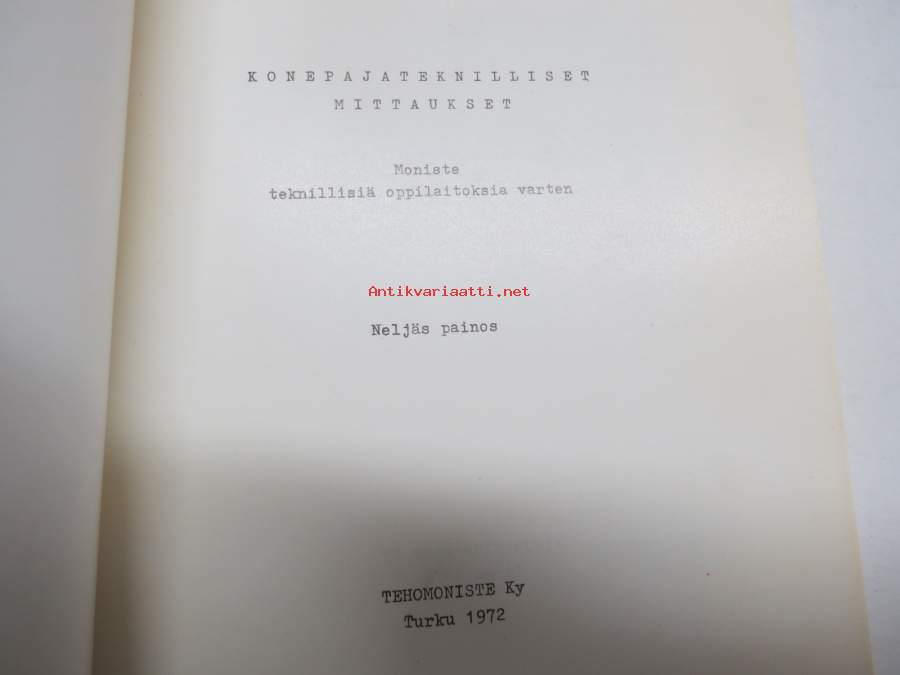 KONEPAJATEKNILLISET
MITTAUKSET
Moniste
teknillisiä oppilaitoksia varten
Antikvariaatti.net
Neljäs painos
TEHOMONISTE Ky
Turku 1972